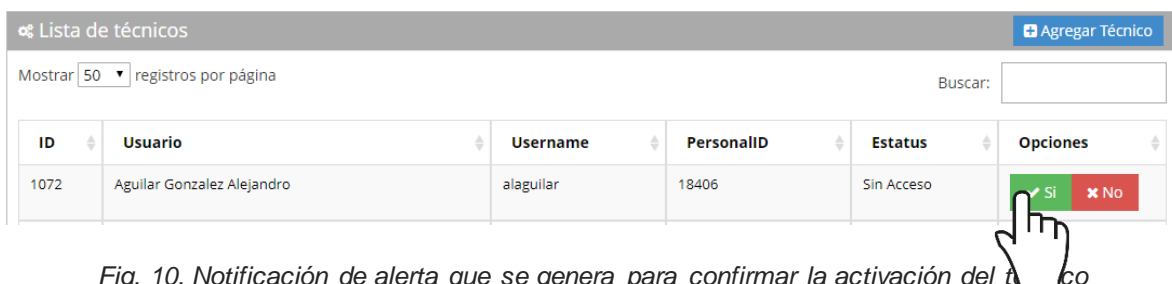 Lista de técnicos
Agregar Técnico
Mostrar 50 registros por página
Buscar:
ID Usuario Username PersonalID Estatus Opciones
1072 Aguilar Gonzalez Alejandro alaguilar 18406 Sin Acceso Si No
Fig. 10. Notificación de alerta que se genera para confirmar la activación del